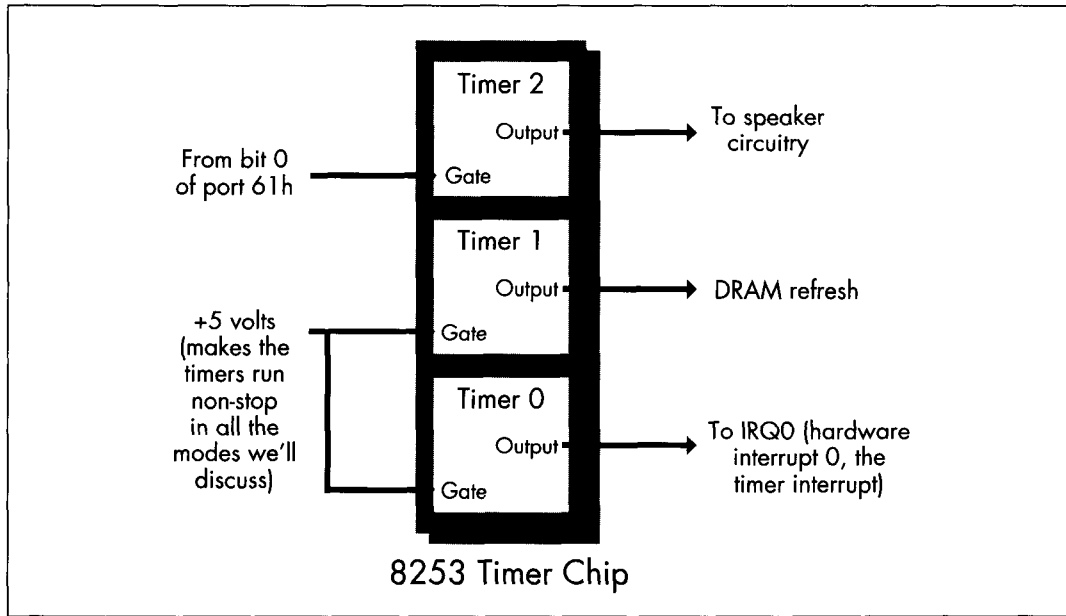 Timer 2
Output
To speaker
circuitry
From bit 0
of port 61h
Gate
Timer 1
Output
DRAM refresh
+5 volts
(makes the
timers run
non-stop
in all the
modes we'll
discuss)
Gate
Timer 0
Output
To IRQ0 (hardware
interrupt 0, the
timer interrupt)
Gate
8253 Timer Chip